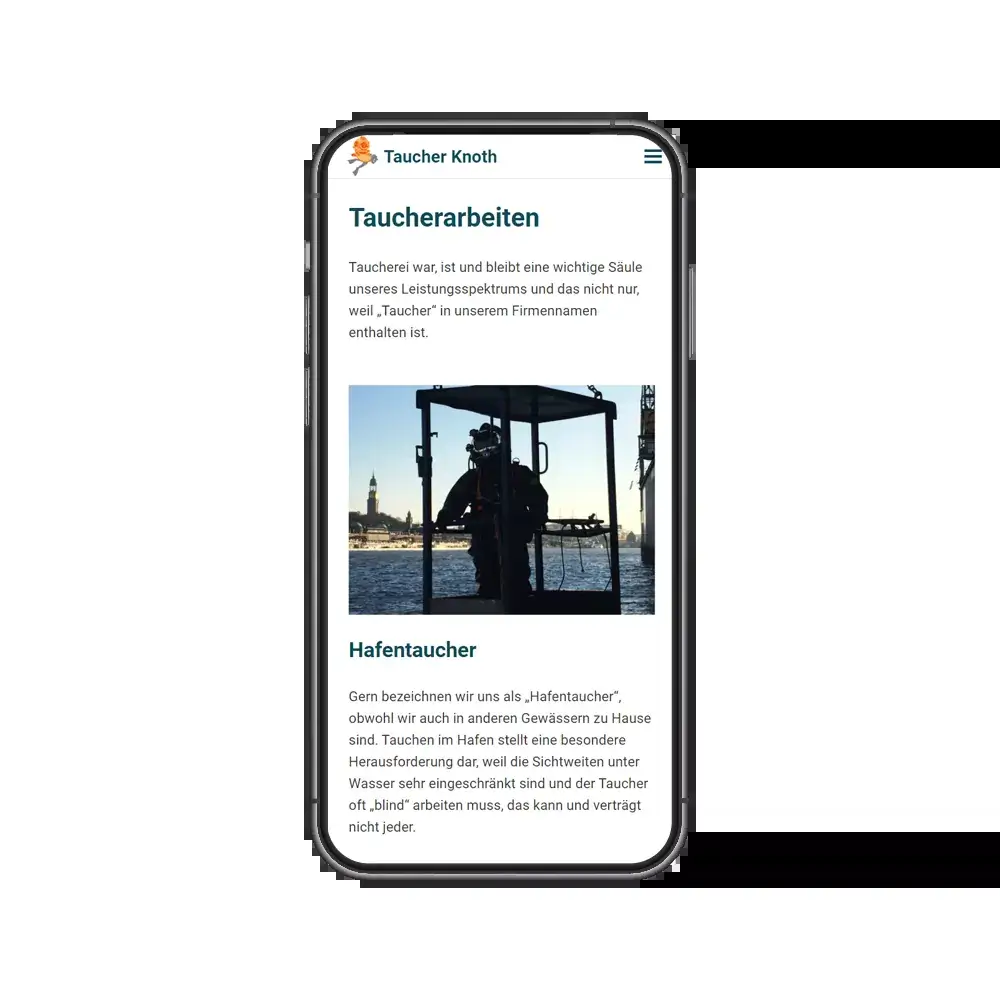 Taucher Knoth
Taucherarbeiten
Taucherei war, ist und bleibt eine wichtige Säule
unseres Leistungsspektrums und das nicht nur,
weil „Taucher“ in unserem Firmennamen
enthalten ist.
Hafentaucher
Gern bezeichnen wir uns als „Hafentaucher“,
obwohl wir auch in anderen Gewässern zu Hause
sind. Tauchen im Hafen stellt eine besondere
Herausforderung dar, weil die Sichtweiten unter
Wasser sehr eingeschränkt sind und der Taucher
oft „blind“ arbeiten muss, das kann und verträgt
nicht jeder.